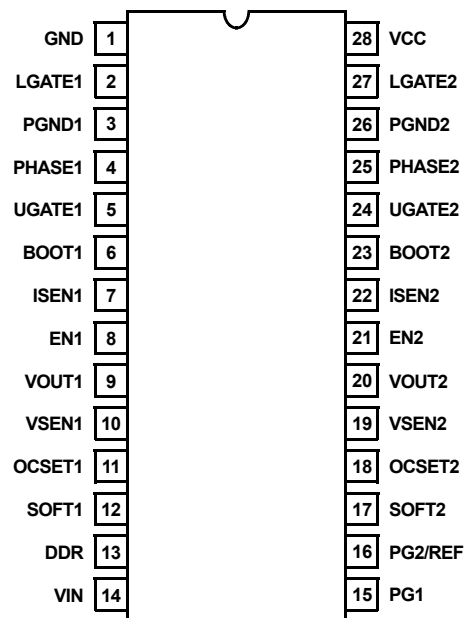 GND 1 28 VCC
LGATE1 2 27 LGATE2
PGND1 3 26 PGND2
PHASE1 4 25 PHASE2
UGATE1 5 24 UGATE2
BOOT1 6 23 BOOT2
ISEN1 7 22 ISEN2
EN1 8 21 EN2
VOUT1 9 20 VOUT2
VSEN1 10 19 VSEN2
OCSET1 11 18 OCSET2
SOFT1 12 17 SOFT2
DDR 13 16 PG2/REF
VIN 14 15 PG1